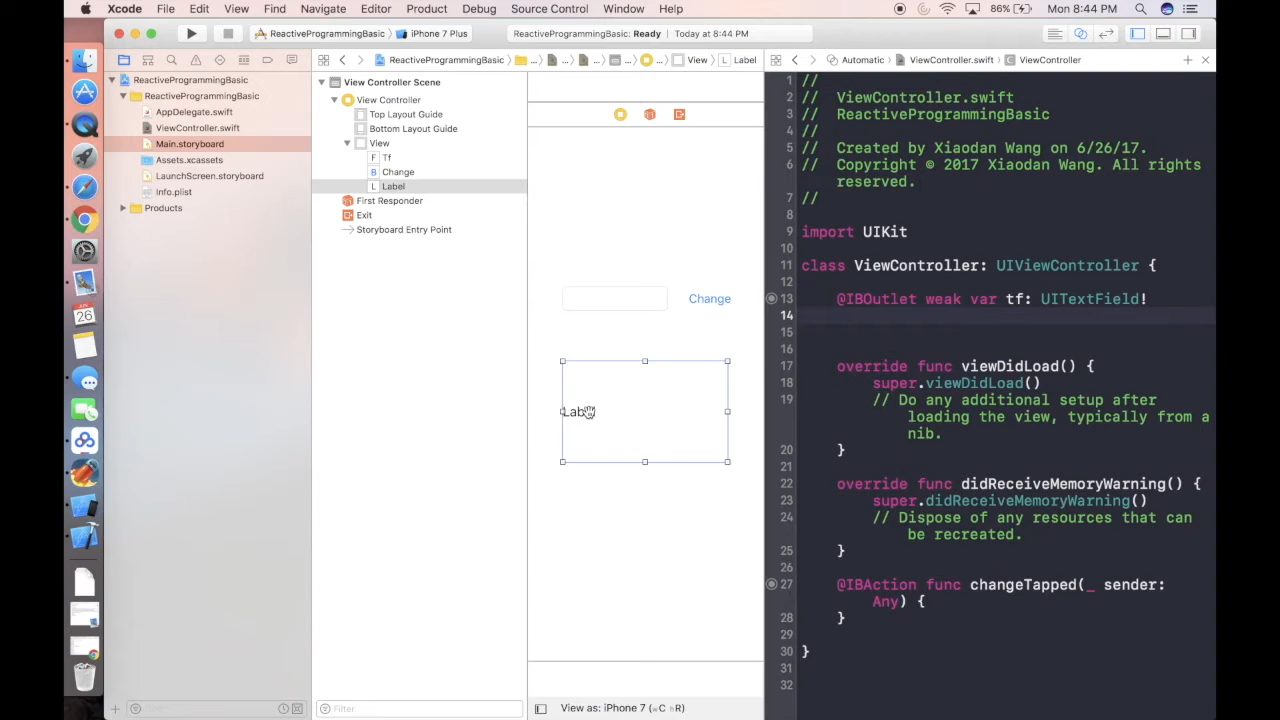 Xcode File Edit View Find Navigate Editor Product Debug Source Control Window Help 86% Mon 8:44 PM
ReactiveProgrammingBasic iPhone 7 Plus ReactiveProgrammingBasic: Ready Today at 8:44 PM
ReactiveProgrammingBasic ... ... ... ... ... View Label
Automatic ViewController.swift ViewController
ReactiveProgrammingBasic
ReactiveProgrammingBasic
AppDelegate.swift
ViewController.swift
Main.storyboard
Assets.xcassets
LaunchScreen.storyboard
Info.plist
Products
View Controller Scene
View Controller
Top Layout Guide
Bottom Layout Guide
View
F Tf
B Change
L Label
First Responder
Exit
Storyboard Entry Point
Change
Lab
1 //
2 // ViewController.swift
3 // ReactiveProgrammingBasic
4 //
5 // Created by Xiaodan Wang on 6/26/17.
6 // Copyright © 2017 Xiaodan Wang. All rights
reserved.
7 //
8
9 import UIKit
10
11 class ViewController: UIViewController {
12
13 @IBOutlet weak var tf: UITextField!
14
15
16
17 override func viewDidLoad() {
18 super.viewDidLoad()
19 // Do any additional setup after
loading the view, typically from a
nib.
20 }
21
22 override func didReceiveMemoryWarning() {
23 super.didReceiveMemoryWarning()
24 // Dispose of any resources that can
be recreated.
25 }
26
27 @IBAction func changeTapped(_ sender:
Any) {
28 }
29
30 }
31
32
JUN
26
Filter
Filter
View as: iPhone 7 (wC hR)